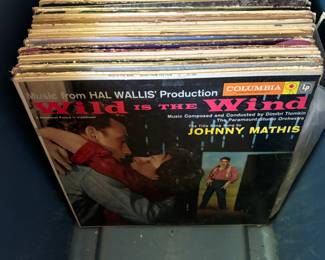 Music from HAL WALLIS' Production
COLUMBIA
Lp
Wild IS THE Wind
Music Composed and Conducted by Dimitri Tiomkin
The Paramount Studio Orchestra
JOHNNY MATHIS